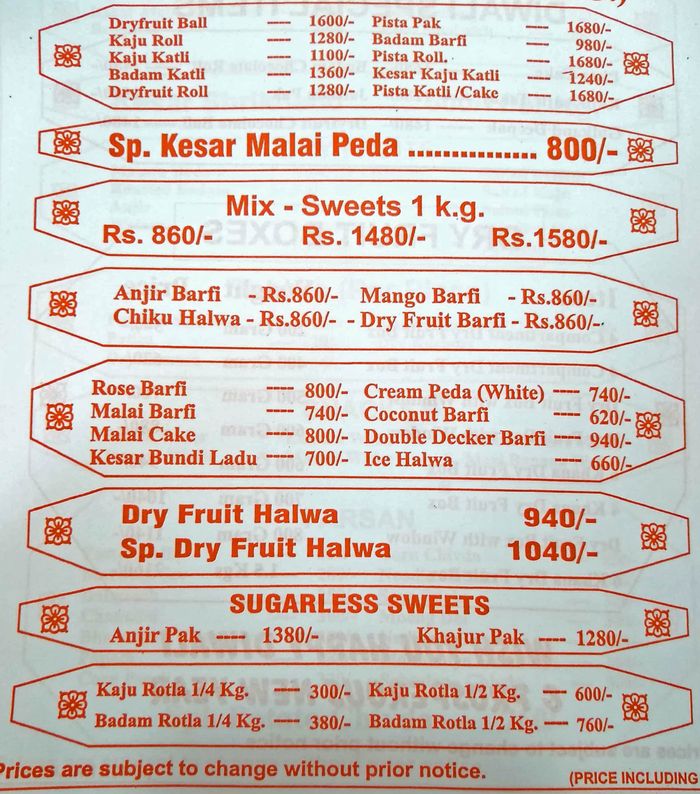 Dryfruit Ball ---- 1600/- Pista Pak ---- 1680/-
Kaju Roll ---- 1280/- Badam Barfi ---- 980/-
Kaju Katli ---- 1100/- Pista Roll. ---- 1680/-
Badam Katli ---- 1360/- Kesar Kaju Katli ---- 1240/-
Dryfruit Roll ---- 1280/- Pista Katli /Cake ---- 1680/-
Sp. Kesar Malai Peda ............... 800/-
Mix - Sweets 1 k.g.
Rs. 860/- Rs. 1480/- Rs.1580/-
Anjir Barfi - Rs.860/- Mango Barfi - Rs.860/-
Chiku Halwa - Rs.860/- - Dry Fruit Barfi - Rs.860/-
Rose Barfi ---- 800/- Cream Peda (White) ---- 740/-
Malai Barfi ---- 740/- Coconut Barfi ---- 620/-
Malai Cake ---- 800/- Double Decker Barfi ---- 940/-
Kesar Bundi Ladu ---- 700/- Ice Halwa ---- 660/-
Dry Fruit Halwa 940/-
Sp. Dry Fruit Halwa 1040/-
SUGARLESS SWEETS
Anjir Pak ---- 1380/- Khajur Pak ---- 1280/-
Kaju Rotla 1/4 Kg. ---- 300/- Kaju Rotla 1/2 Kg. ---- 600/-
Badam Rotla 1/4 Kg. ---- 380/- Badam Rotla 1/2 Kg. ---- 760/-
Prices are subject to change without prior notice. (PRICE INCLUDING